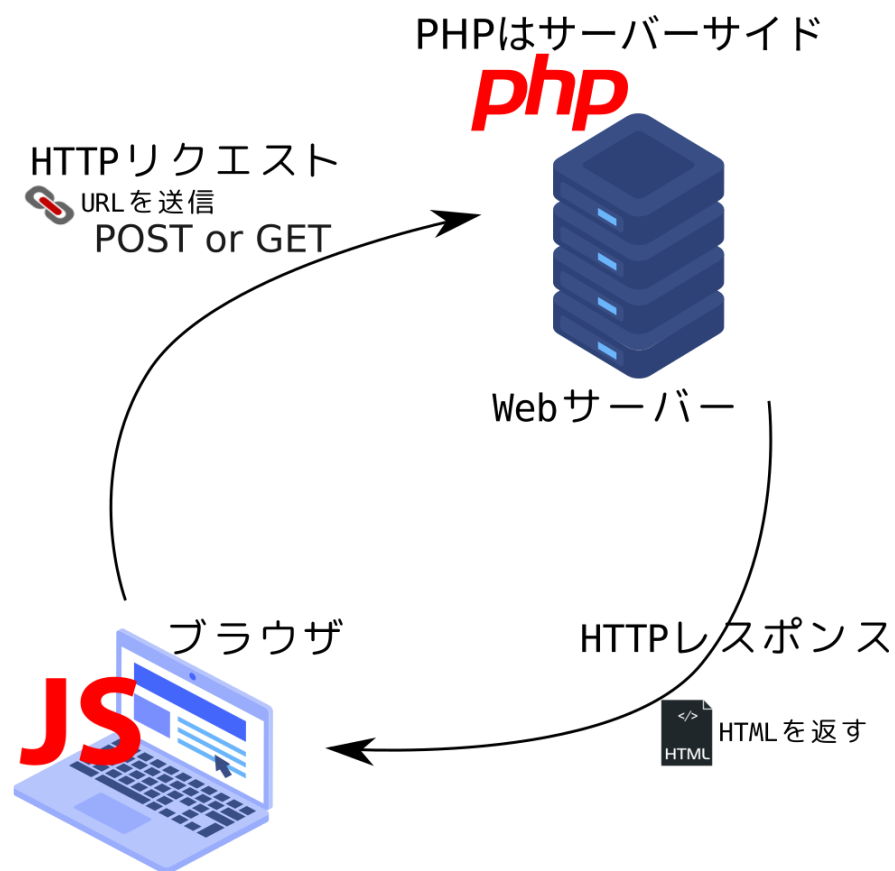 PHPはサーバーサイド
php
HTTPリクエスト
URLを送信
POST or GET
Webサーバー
ブラウザ
JS
HTTPレスポンス
</>
HTML
HTMLを返す